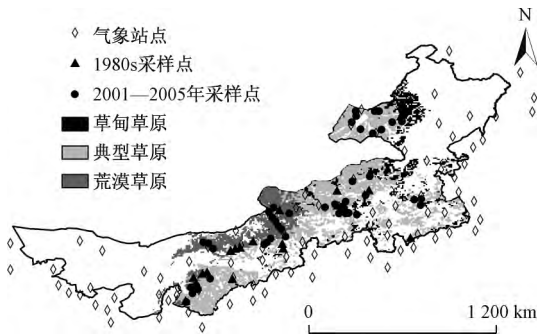 气象站点
1980s采样点
2001—2005年采样点
草甸草原
典型草原
荒漠草原
N
0 1 200 km